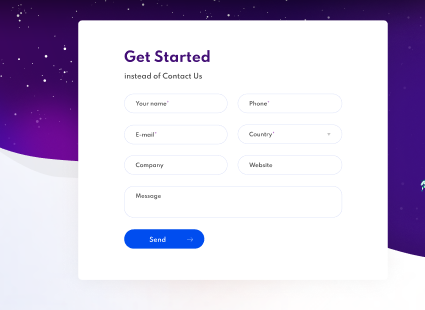 Get Started
instead of Contact Us
Your name* Phone*
E-mail* Country*
Company Website
Message
Send →